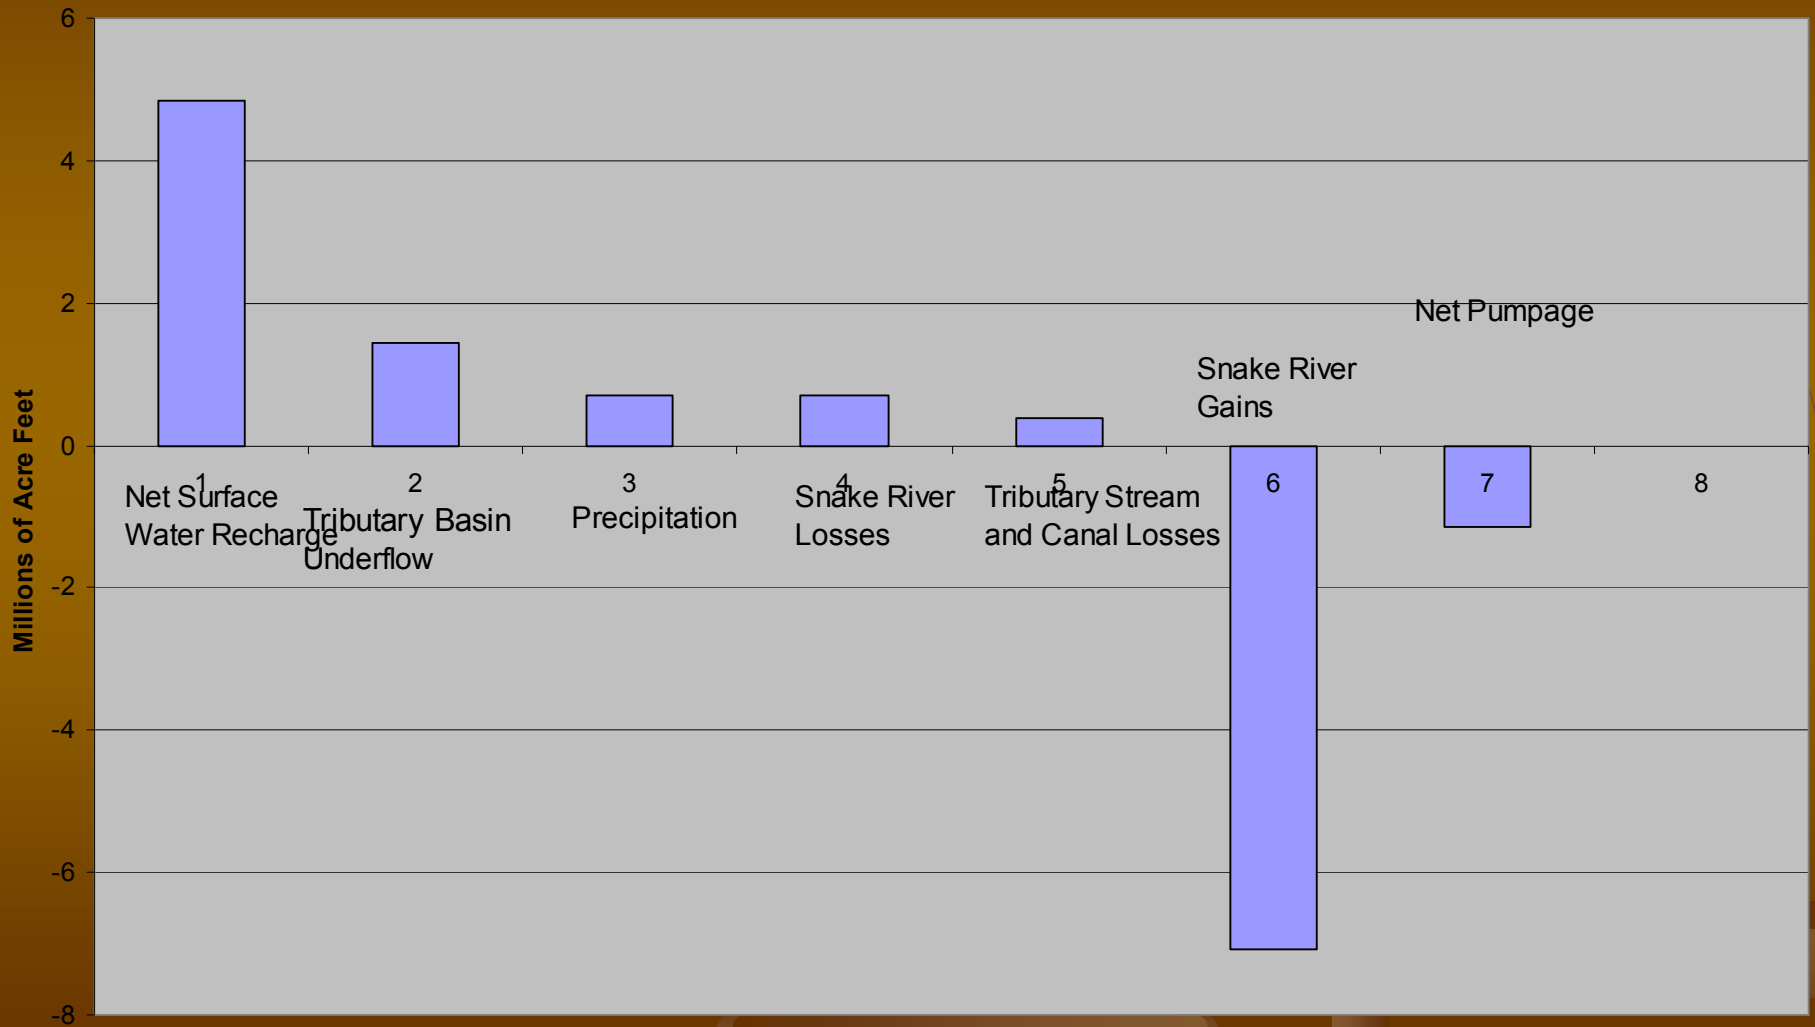 6
4
2
0
-2
-4
-6
-8
Millions of Acre Feet
1
2
3
4
5
6
7
8
Net Surface
Water Recharge
Tributary Basin
Underflow
Precipitation
Snake River
Losses
Tributary Stream
and Canal Losses
Snake River
Gains
Net Pumpage